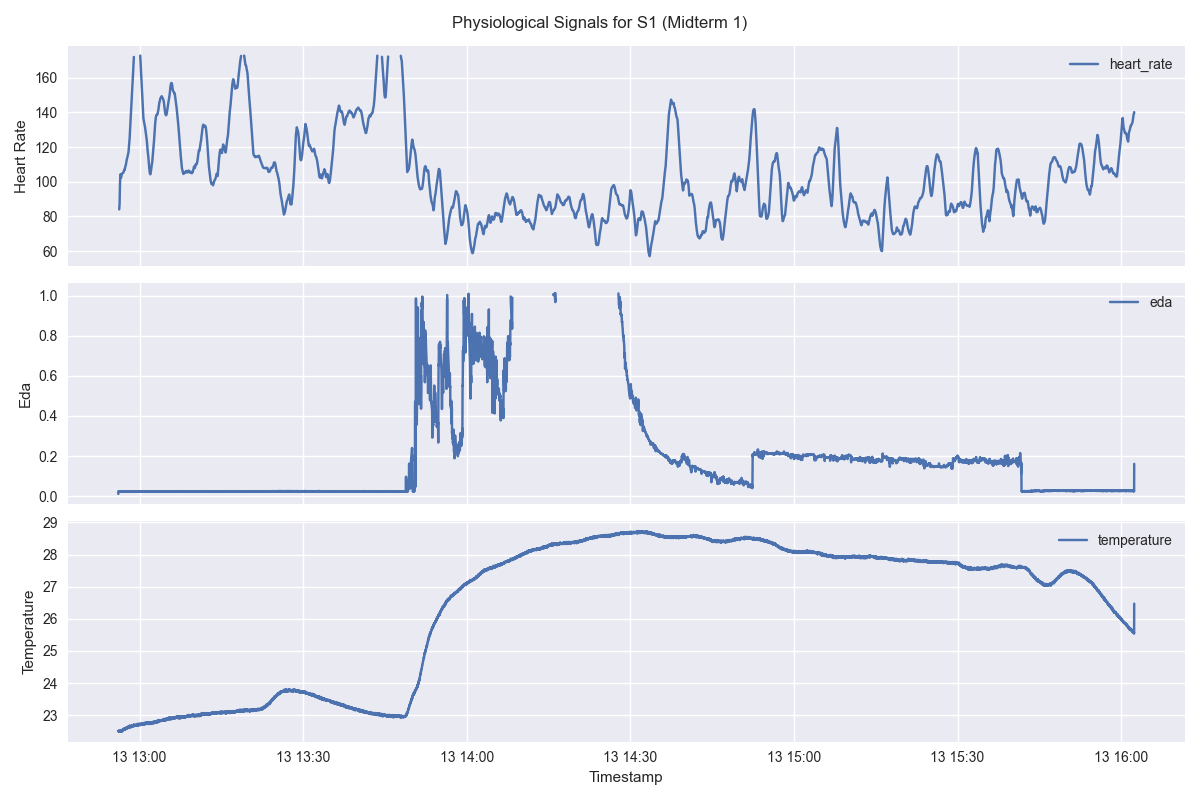 Physiological Signals for S1 (Midterm 1)
heart_rate
160
140
120
100
80
60
Heart Rate
eda
1.0
0.8
0.6
0.4
0.2
0.0
Eda
temperature
29
28
27
26
25
24
23
Temperature
13 13:00 13 13:30 13 14:00 13 14:30 13 15:00 13 15:30 13 16:00
Timestamp